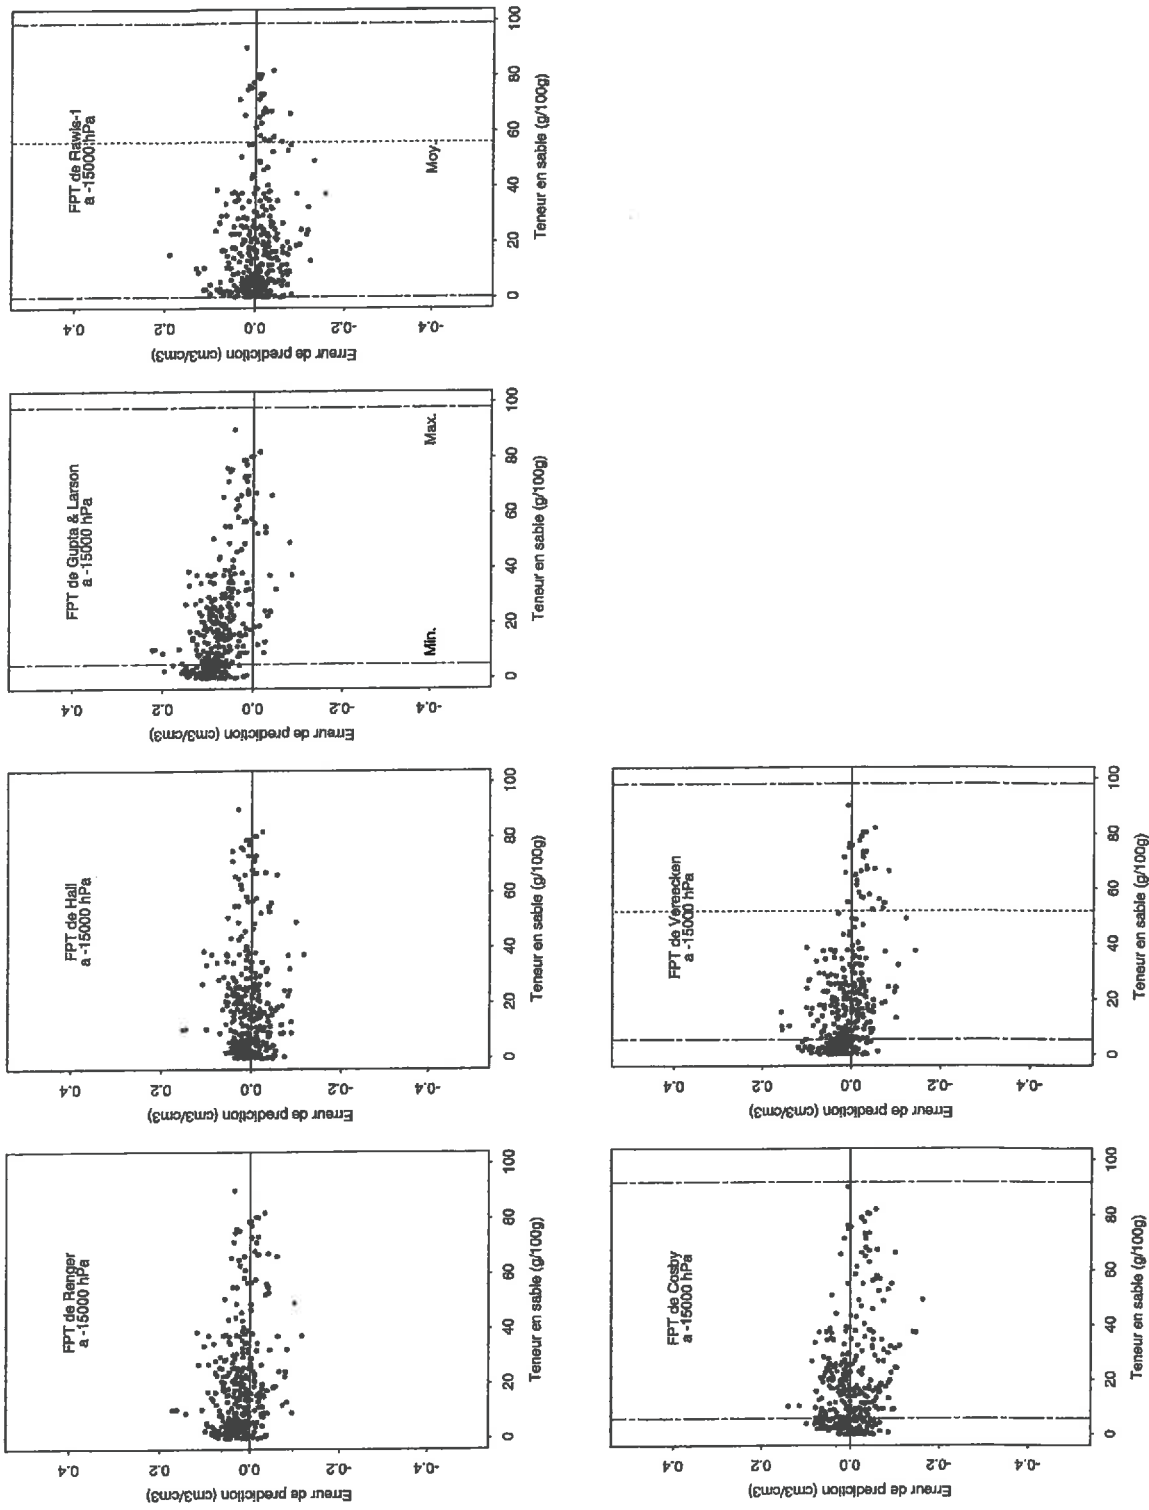 FPT de Renger
a -15000 hPa
Erreur de prediction (cm3/cm3)
0.4
0.2
0.0
-0.2
-0.4
0 20 40 60 80 100
Teneur en sable (g/100g)
FPT de Hall
a -15000 hPa
Erreur de prediction (cm3/cm3)
0.4
0.2
0.0
-0.2
-0.4
0 20 40 60 80 100
Teneur en sable (g/100g)
FPT de Gupta & Larson
a -15000 hPa
Erreur de prediction (cm3/cm3)
0.4
0.2
0.0
-0.2
-0.4
Min. Max.
0 20 40 60 80 100
Teneur en sable (g/100g)
FPT de Rawls-1
a -15000 hPa
Erreur de prediction (cm3/cm3)
0.4
0.2
0.0
-0.2
-0.4
Moy.
0 20 40 60 80 100
Teneur en sable (g/100g)
FPT de Cosby
a -15000 hPa
Erreur de prediction (cm3/cm3)
0.4
0.2
0.0
-0.2
-0.4
0 20 40 60 80 100
Teneur en sable (g/100g)
FPT de Vereecken
a -15000 hPa
Erreur de prediction (cm3/cm3)
0.4
0.2
0.0
-0.2
-0.4
0 20 40 60 80 100
Teneur en sable (g/100g)